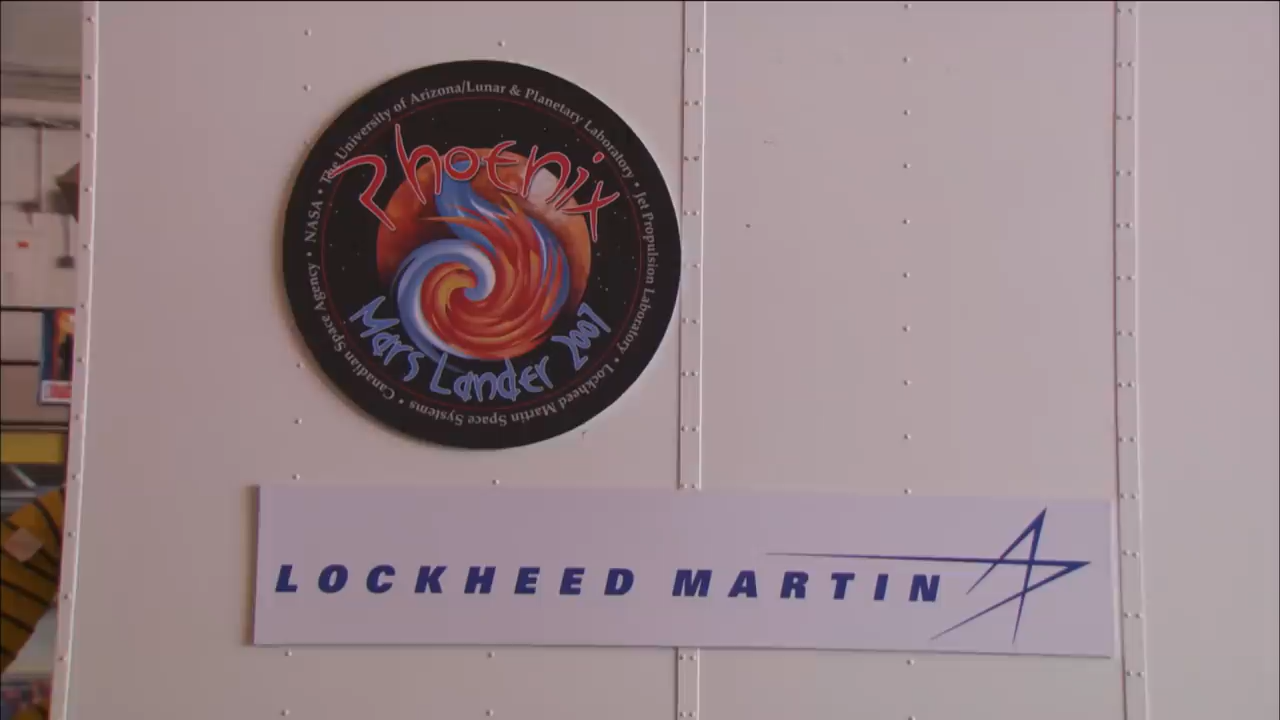 NASA • The University of Arizona/Lunar & Planetary Laboratory • Jet Propulsion Laboratory • Lockheed Martin Space Systems • Canadian Space Agency •
Phoenix
Mars Lander 2007
LOCKHEED MARTIN